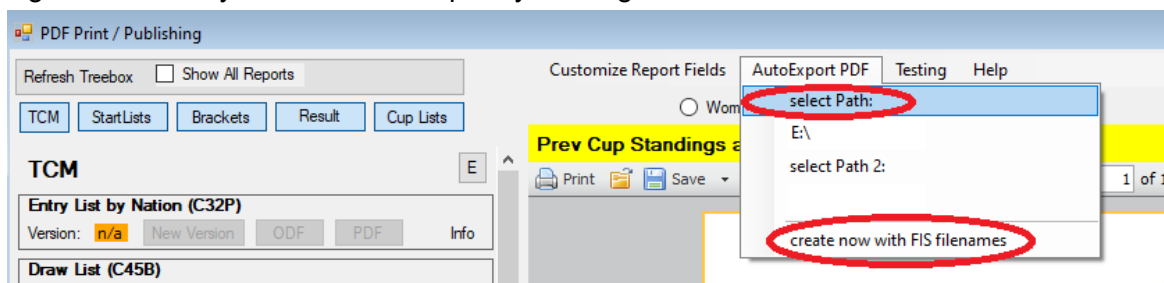 PDF Print / Publishing
Refresh Treebox Show All Reports
Customize Report Fields AutoExport PDF Testing Help
TCM StartLists Brackets Result Cup Lists
select Path:
E:\
select Path 2:
create now with FIS filenames
Prev Cup Standings
Print Save 1 of
TCM E
Entry List by Nation (C32P)
Version: n/a New Version ODF PDF Info
Draw List (C45B)